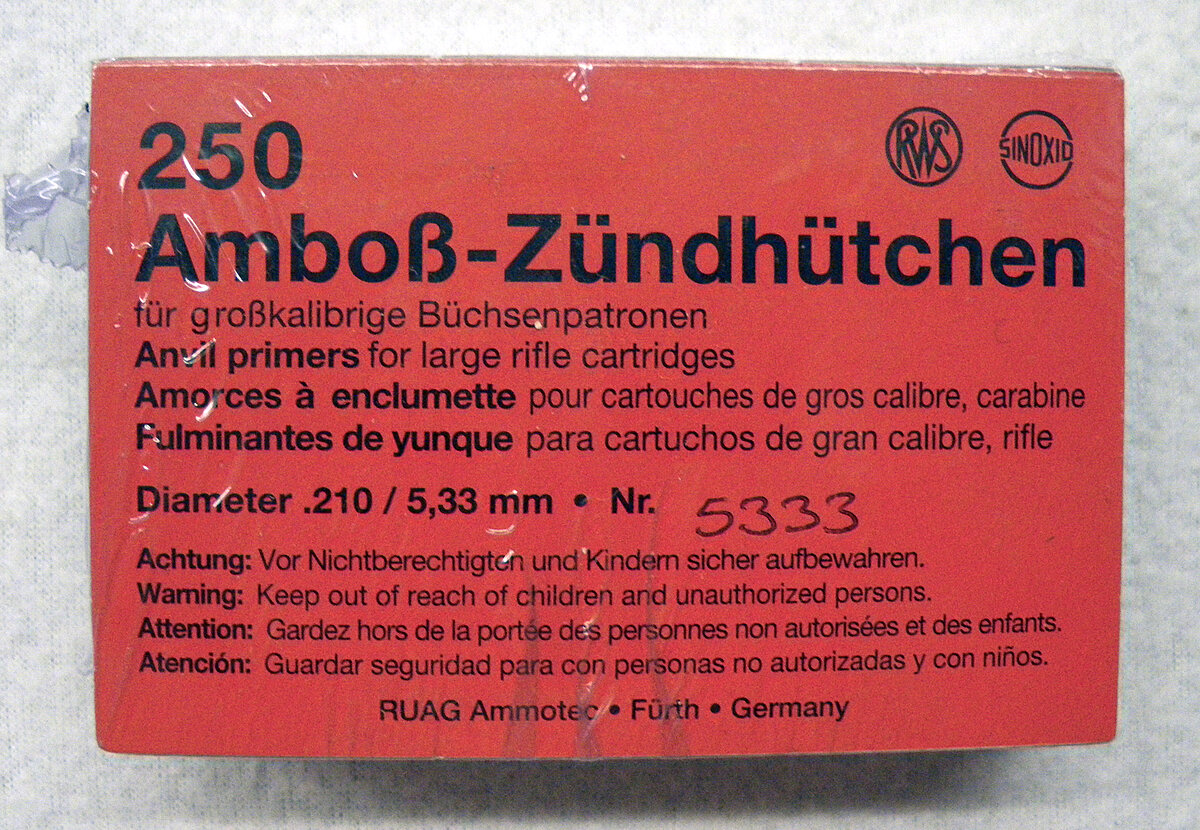 250
RWS
SINOXID
Amboß-Zündhütchen
für großkalibrige Büchsenpatronen
Anvil primers for large rifle cartridges
Amorces à enclumette pour cartouches de gros calibre, carabine
Fulminantes de yunque para cartuchos de gran calibre, rifle
Diameter .210 / 5,33 mm • Nr. 5333
Achtung: Vor Nichtberechtigten und Kindern sicher aufbewahren.
Warning: Keep out of reach of children and unauthorized persons.
Attention: Gardez hors de la portée des personnes non autorisées et des enfants.
Atención: Guardar seguridad para con personas no autorizadas y con niños.
RUAG Ammotec • Fürth • Germany